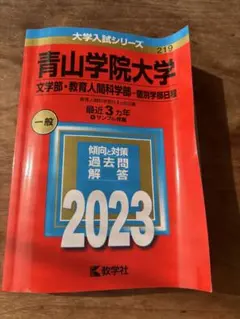 大学入試シリーズ
219
青山学院大学
文学部・教育人間科学部－個別学部日程
最近3カ年
一般
傾向と対策
過去問
解答
2023
教学社